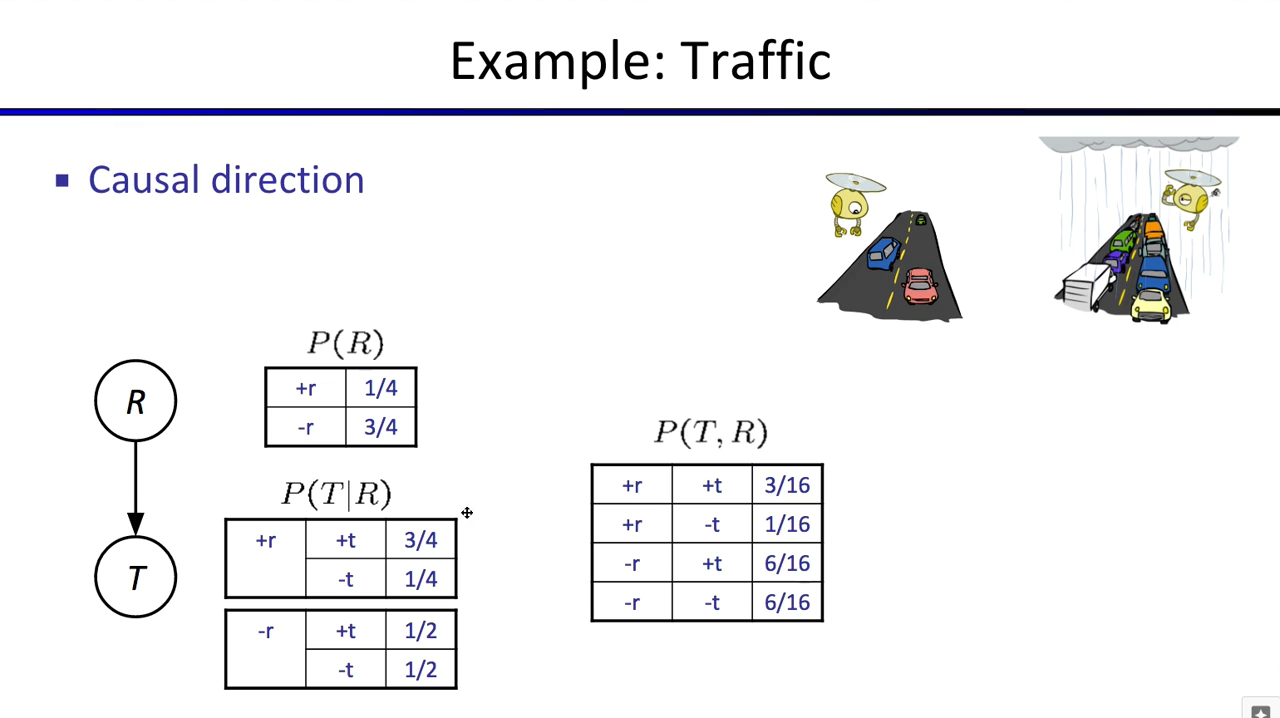 Example: Traffic
▪ Causal direction
R
T
P(R)
+r 1/4
-r 3/4
P(T|R)
+r +t 3/4
-t 1/4
-r +t 1/2
-t 1/2
P(T, R)
+r +t 3/16
+r -t 1/16
-r +t 6/16
-r -t 6/16